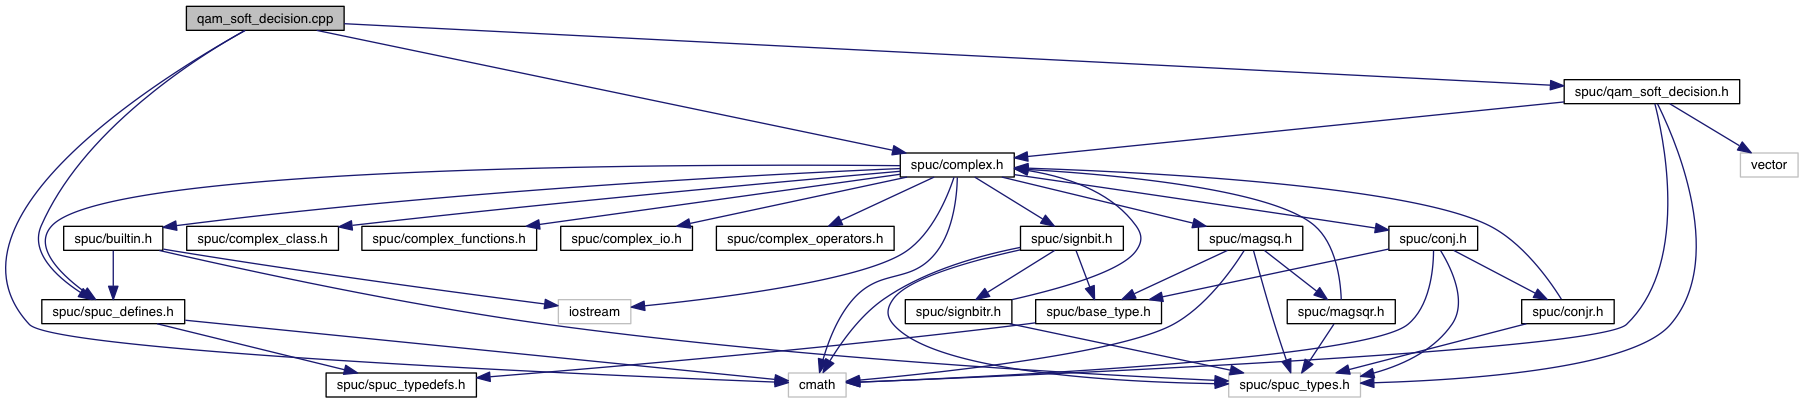 qam_soft_decision.cpp
spuc/qam_soft_decision.h
spuc/complex.h
vector
spuc/builtin.h
spuc/complex_class.h
spuc/complex_functions.h
spuc/complex_io.h
spuc/complex_operators.h
spuc/signbit.h
spuc/magsq.h
spuc/conj.h
spuc/spuc_defines.h
iostream
spuc/signbitr.h
spuc/base_type.h
spuc/magsqr.h
spuc/conjr.h
spuc/spuc_typedefs.h
cmath
spuc/spuc_types.h